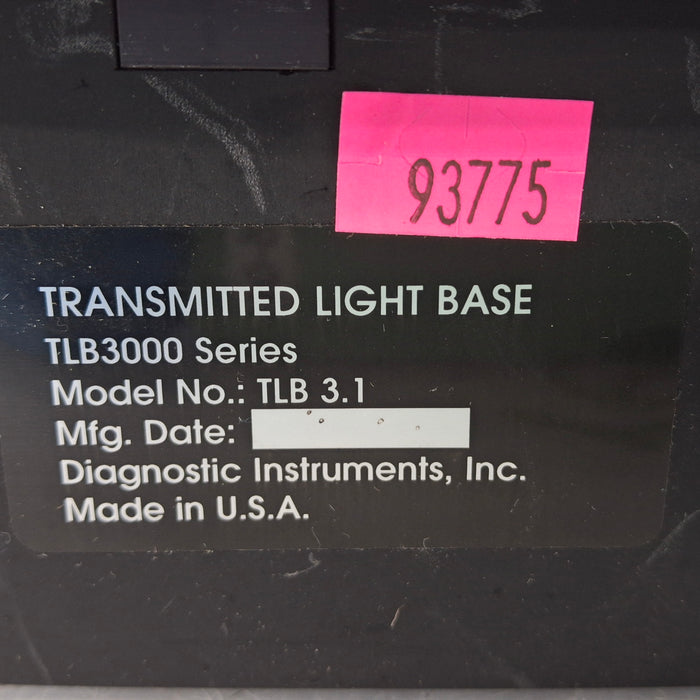 93775
TRANSMITTED LIGHT BASE
TLB3000 Series
Model No.: TLB 3.1
Mfg. Date:
Diagnostic Instruments, Inc.
Made in U.S.A.